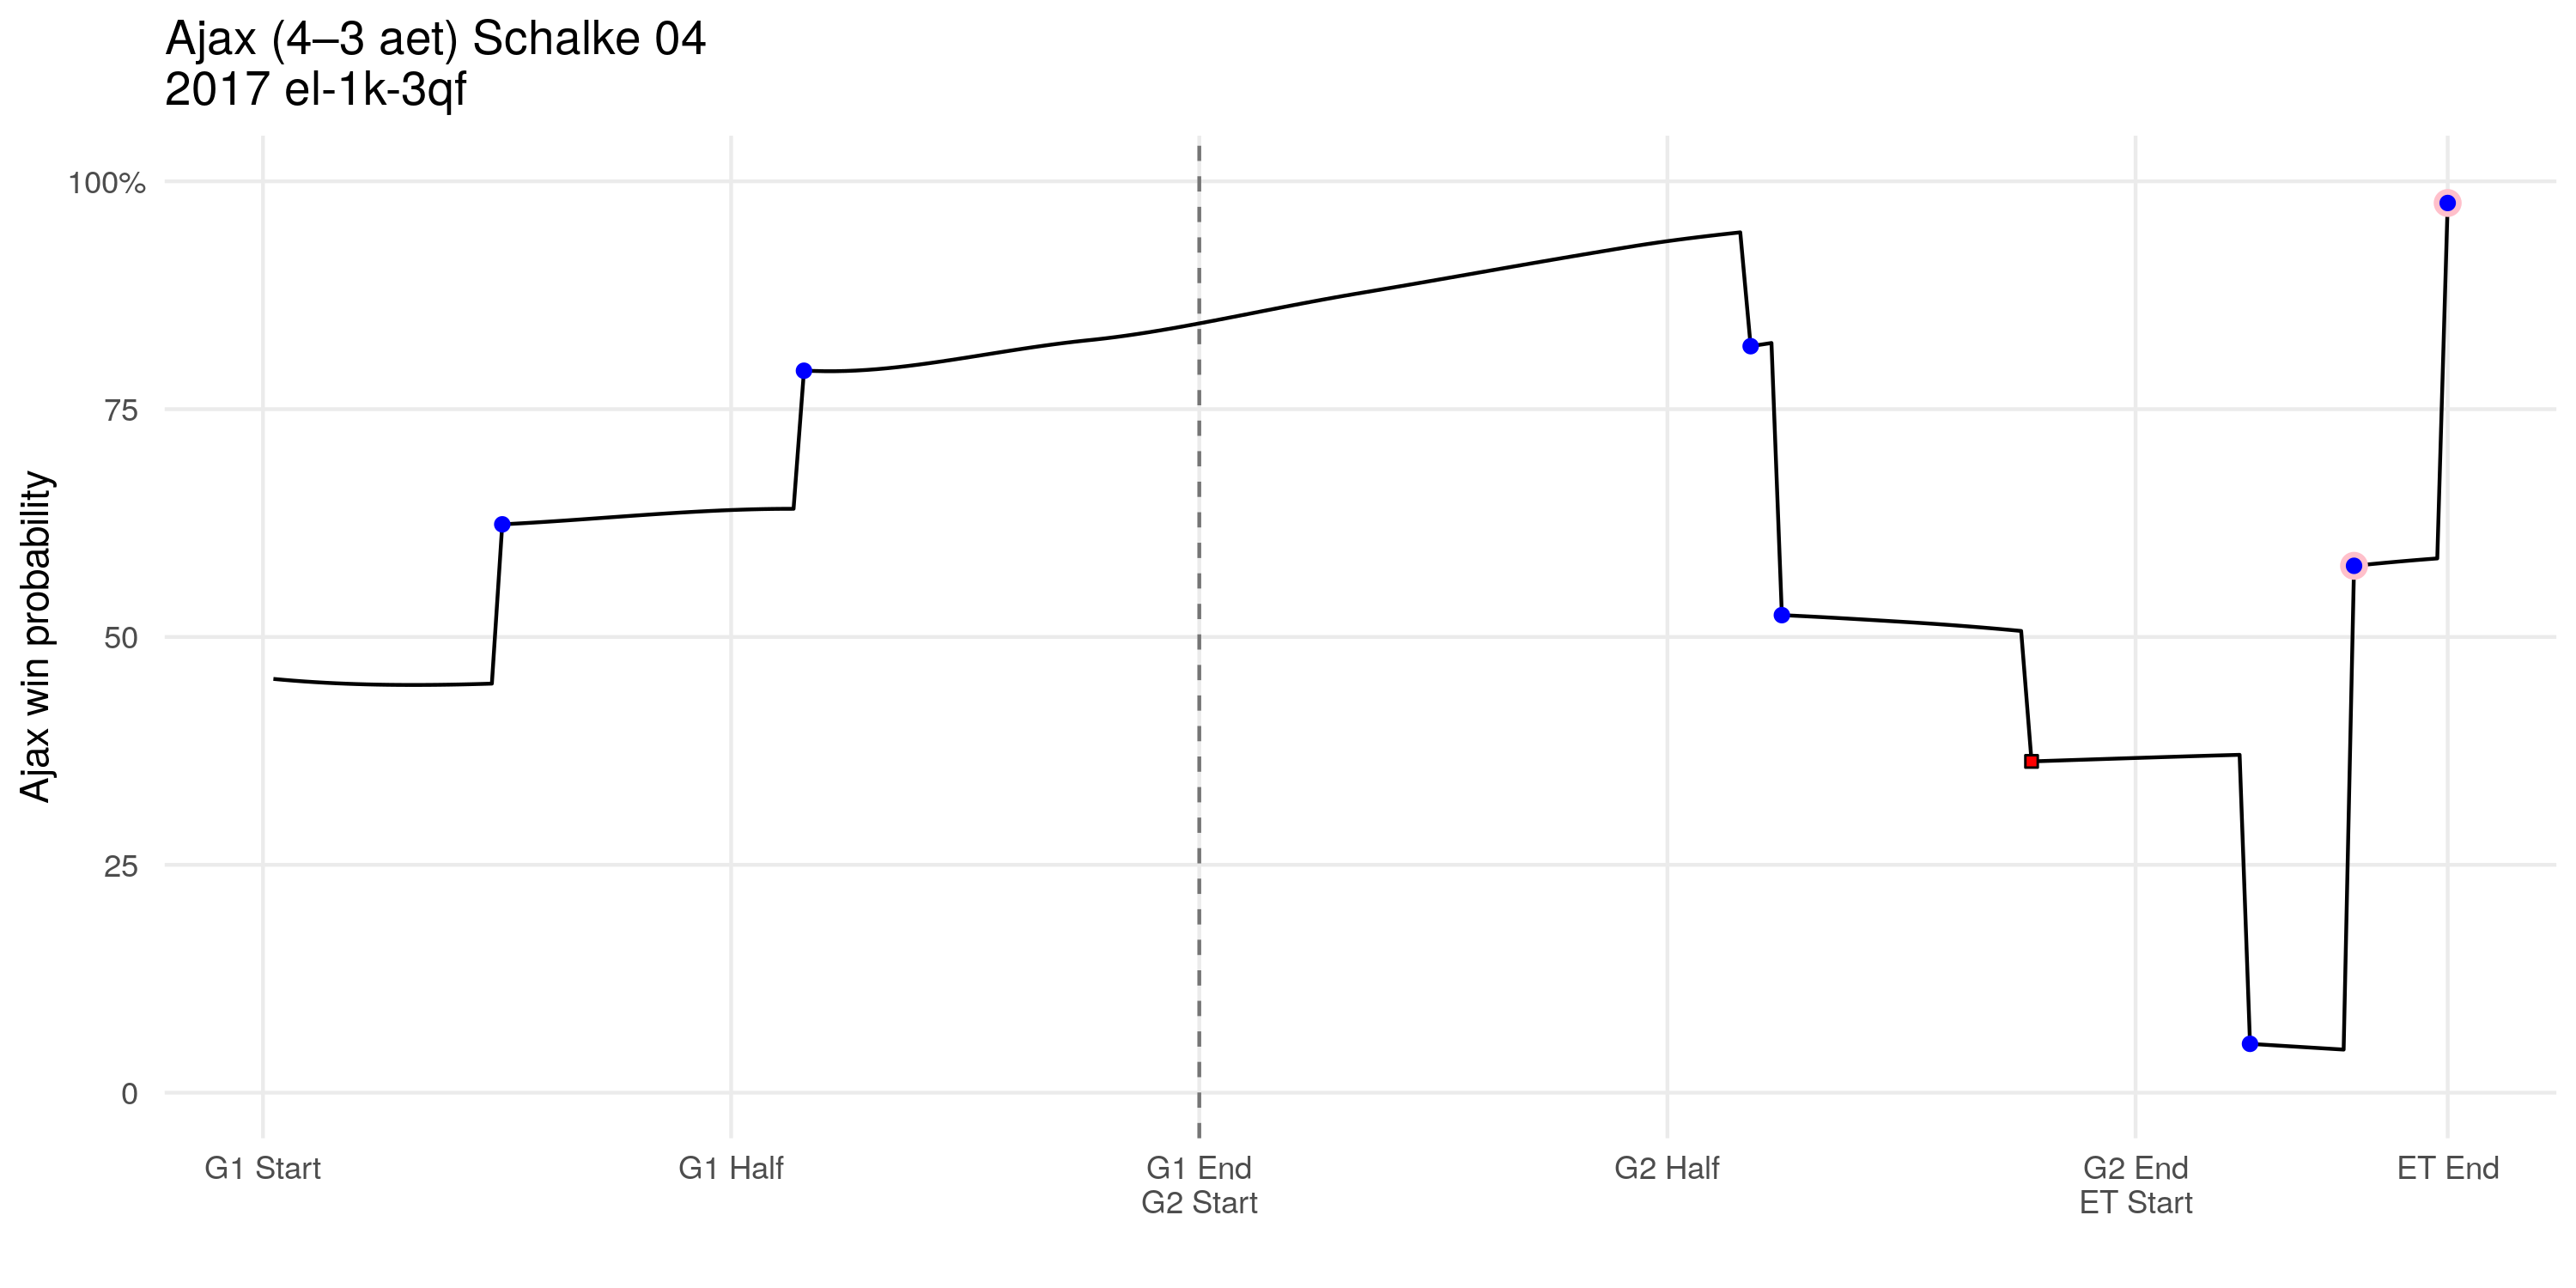 Ajax (4–3 aet) Schalke 04
2017 el-1k-3qf
Ajax win probability
100%
75
50
25
0
G1 Start
G1 Half
G1 End
G2 Start
G2 Half
G2 End
ET Start
ET End